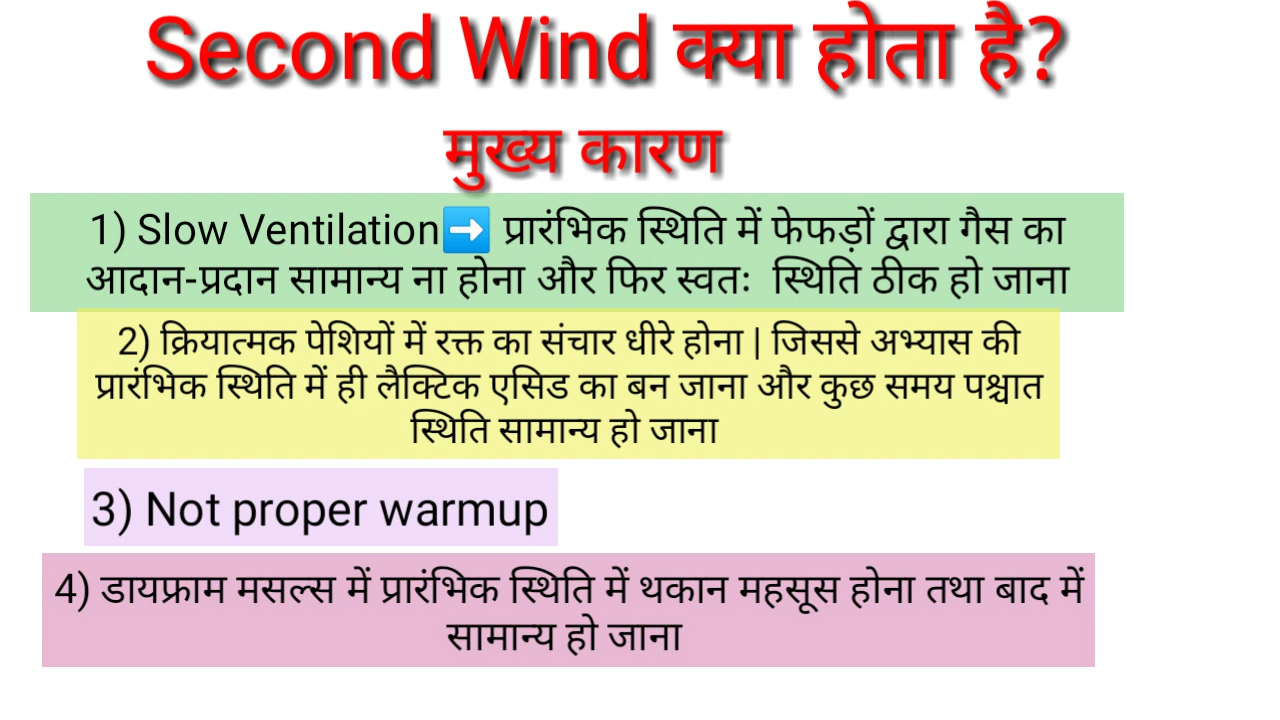 Second Wind क्या होता है?
मुख्य कारण
1) Slow Ventilation➡️ प्रारंभिक स्थिति में फेफड़ों द्वारा गैस का
आदान-प्रदान सामान्य ना होना और फिर स्वतः स्थिति ठीक हो जाना
2) क्रियात्मक पेशियों में रक्त का संचार धीरे होना | जिससे अभ्यास की
प्रारंभिक स्थिति में ही लैक्टिक एसिड का बन जाना और कुछ समय पश्चात
स्थिति सामान्य हो जाना
3) Not proper warmup
4) डायफ्राम मसल्स में प्रारंभिक स्थिति में थकान महसूस होना तथा बाद में
सामान्य हो जाना